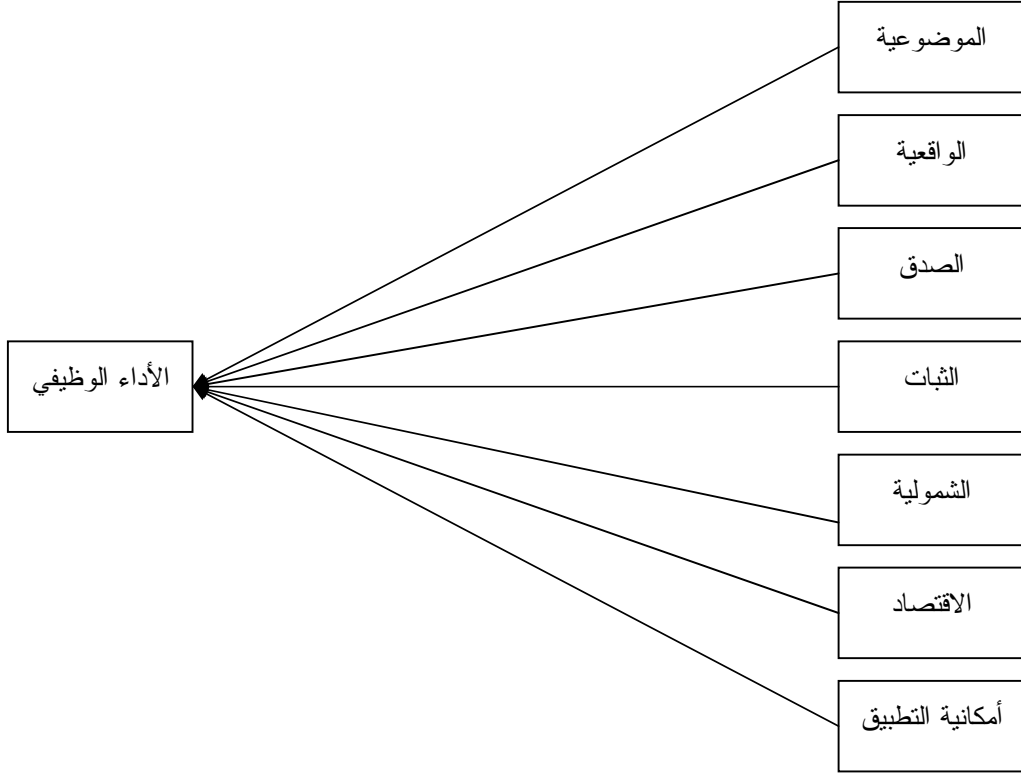 الموضوعية
الواقعية
الصدق
الثبات
الأداء الوظيفي
الشمولية
الاقتصاد
أمكانية التطبيق